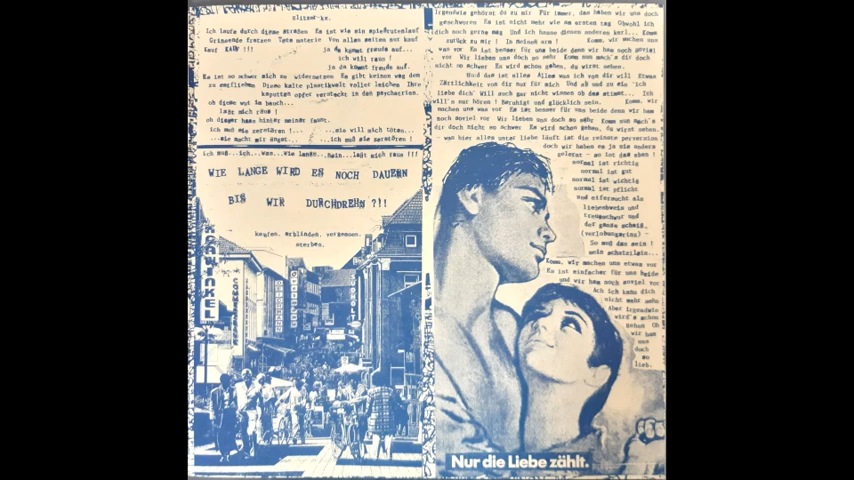 Glitzer-kz.
ich laufe durch diese straßen Es ist wie ein spießrutenlauf
Grinsende fratzen Tote materie Von allen seiten nur kauf
kauf KAUF !!! ja da kommt freude auf...
ich will raus !
ja da kommt freude auf.
Es ist so schwer sich zu widersetzen Es gibt keinen weg dem
zu entfliehen Diese kalte plastikwelt voller leichen Ihre
kaputten opfer versteckt in den psychatrien.
oh diese wut im bauch...
laßt mich raus !
oh dieser hass hinter meiner faust.
ich muß sie zerstören !... ...sie will mich töten...
...sie macht mir angst... ...ich muß sie zerstören !
ich muß...ich...was...wie lange...nein...laßt mich raus !!!
WIE LANGE WIRD ES NOCH DAUERN
BIS WIR DURCHDREHN ?!!
kaufen. erblinden. vergessen.
sterben.
KORWINKEL
Irgendwie gehörst du zu mir Für immer, das haben wir uns doch
geschworen Es ist nicht mehr wie am ersten tag Obwohl ich
dich noch gerne mag Und ich hasse diesen anderen kerl... Komm
zurück zu mir ! In meinen arm ! Komm, wir machen uns
was vor Es ist besser für uns beide denn wir ham noch soviel
vor Wir lieben uns doch so sehr Komm nun mach's dir doch
nicht so schwer Es wird schon gehen, du wirst sehen.
Und das ist alles Alles was ich von dir will Etwas
Zärtlichkeit von dir nur für mich Und ab und zu ein 'ich
liebe dich' Will auch gar nicht wissen ob das stimmt... Ich
will's nur hören ! Beruhigt und glücklich sein. Komm, wir
machen uns was vor Es ist besser für uns beide denn wir ham
noch soviel vor Wir lieben uns doch so sehr Komm nun mach's
dir doch nicht so schwer Es wird schon gehen, du wirst sehen.
- was hier alles unter liebe läuft ist die reinste perversion
doch wir haben es ja nie anders
gelernt - so ist das eben !
normal ist richtig
normal ist gut
normal ist wichtig
normal ist pflicht
und eifersucht als
liebesbeweis und
treueschwur und
der ganze scheiß.
(verlobungsring)
So muß das sein !
mein schatzilein...
Komm, wir machen uns etwas vor
Es ist einfacher für uns beide
und wir ham noch soviel vor
Ach ich kann dich
nicht mehr sehn
Aber irgendwie
wird's schon
gehen Oh
wir ham
uns
doch
so
lieb.
Nur die Liebe zählt.